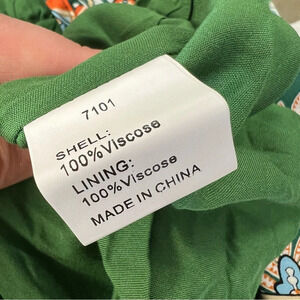 7101
SHELL:
100%Viscose
LINING:
100%Viscose
MADE IN CHINA